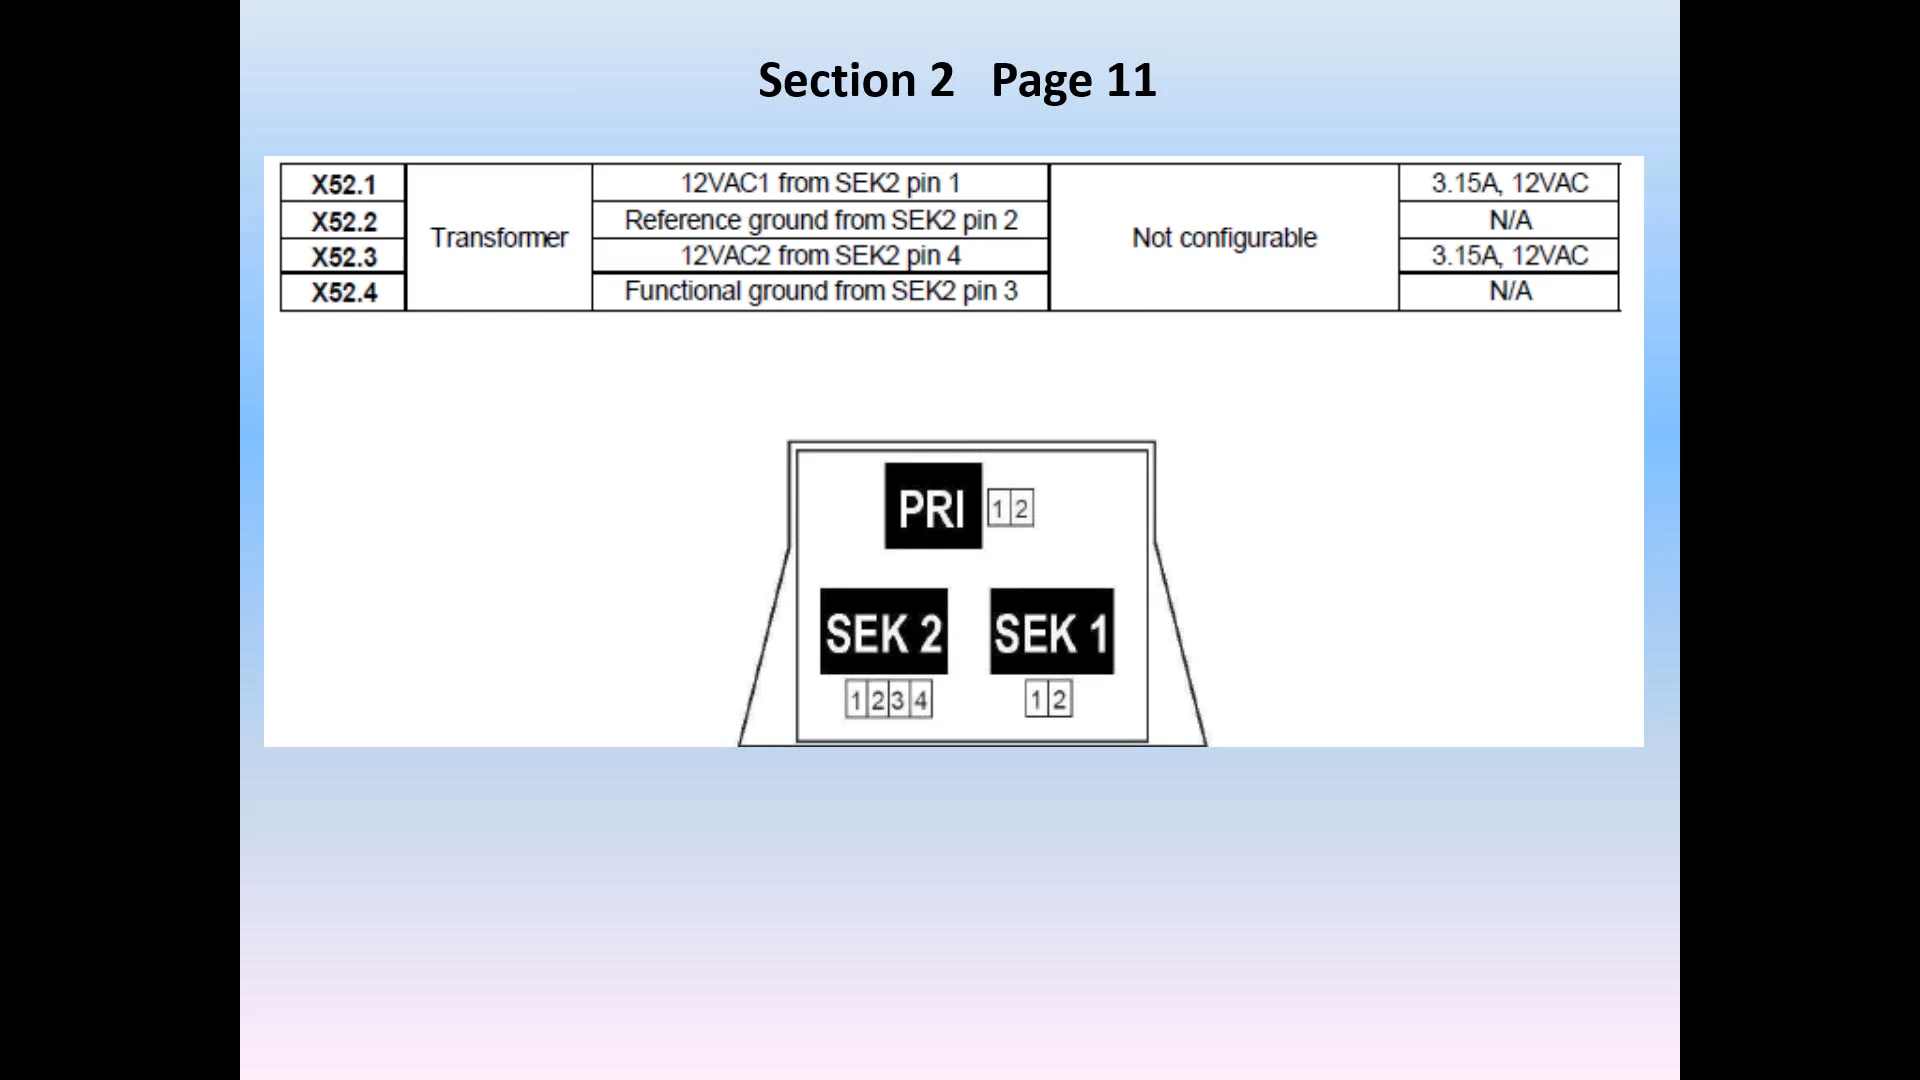 Section 2 Page 11
X52.1 Transformer 12VAC1 from SEK2 pin 1 Not configurable 3.15A, 12VAC
X52.2 Reference ground from SEK2 pin 2 N/A
X52.3 12VAC2 from SEK2 pin 4 3.15A, 12VAC
X52.4 Functional ground from SEK2 pin 3 N/A
PRI 1 2
SEK 2 SEK 1
1 2 3 4 1 2